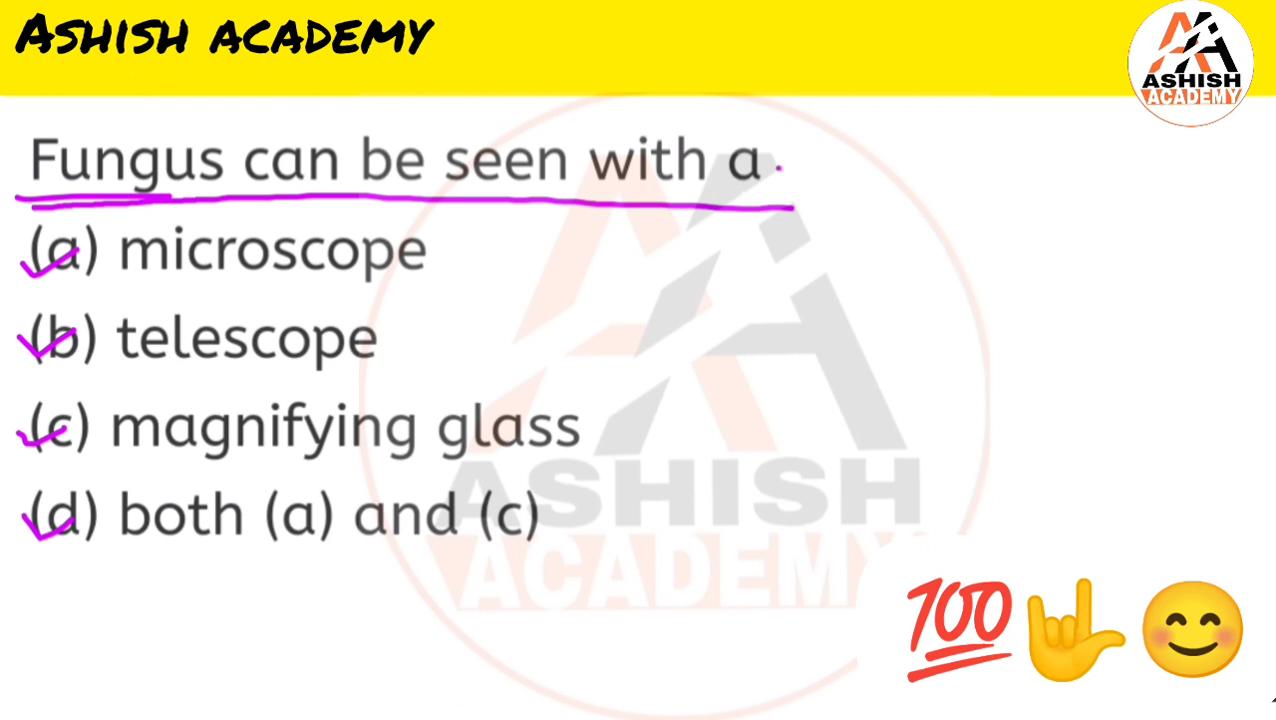 ASHISH ACADEMY
ASHISH
ACADEMY
Fungus can be seen with a
(a) microscope
(b) telescope
(c) magnifying glass
(d) both (a) and (c)
ASHISH
ACADEMY
100